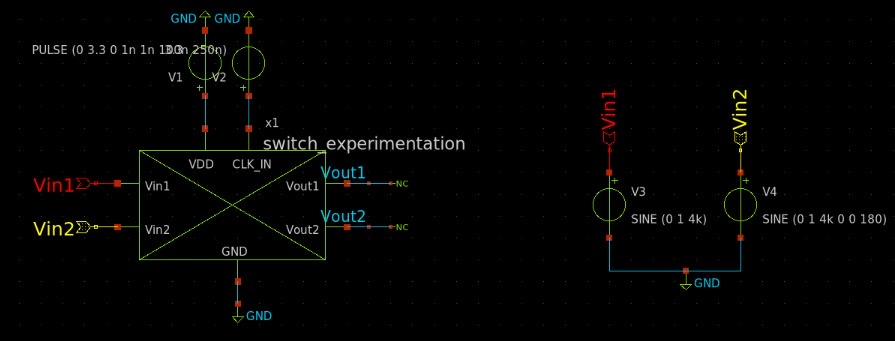 GND GND
PULSE (0 3.3 0 1n 1n 250n)
V1 V2
+ +
x1
switch_experimentation
VDD CLK_IN
Vin1 Vin1 Vout1 Vout1 NC
Vin2 Vin2 Vout2 Vout2 NC
GND
GND
Vin1 Vin2
+ +
V3 V4
SINE (0 1 4k) SINE (0 1 4k 0 0 180)
GND